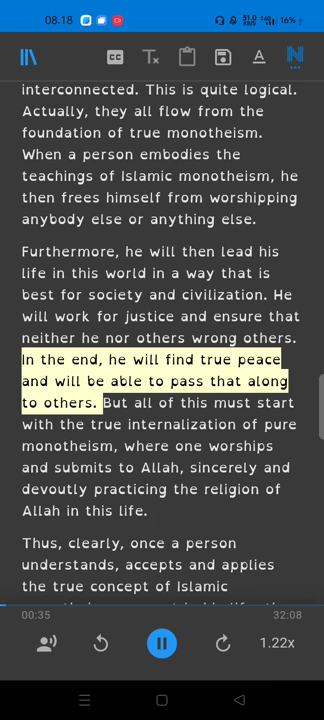 08.18
31.0 KB/S
16%
CC
A
N
interconnected. This is quite logical.
Actually, they all flow from the
foundation of true monotheism.
When a person embodies the
teachings of Islamic monotheism, he
then frees himself from worshipping
anybody else or anything else.
Furthermore, he will then lead his
life in this world in a way that is
best for society and civilization. He
will work for justice and ensure that
neither he nor others wrong others.
In the end, he will find true peace
and will be able to pass that along
to others. But all of this must start
with the true internalization of pure
monotheism, where one worships
and submits to Allah, sincerely and
devoutly practicing the religion of
Allah in this life.
Thus, clearly, once a person
understands, accepts and applies
the true concept of Islamic
00:35
32:08
1.22x